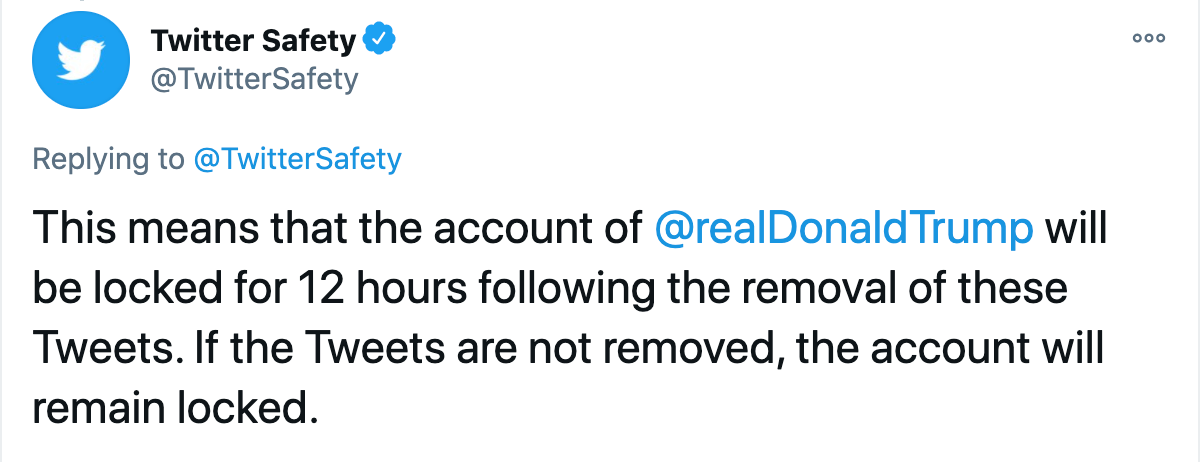 Twitter Safety
@TwitterSafety
Replying to @TwitterSafety
This means that the account of @realDonaldTrump will
be locked for 12 hours following the removal of these
Tweets. If the Tweets are not removed, the account will
remain locked.